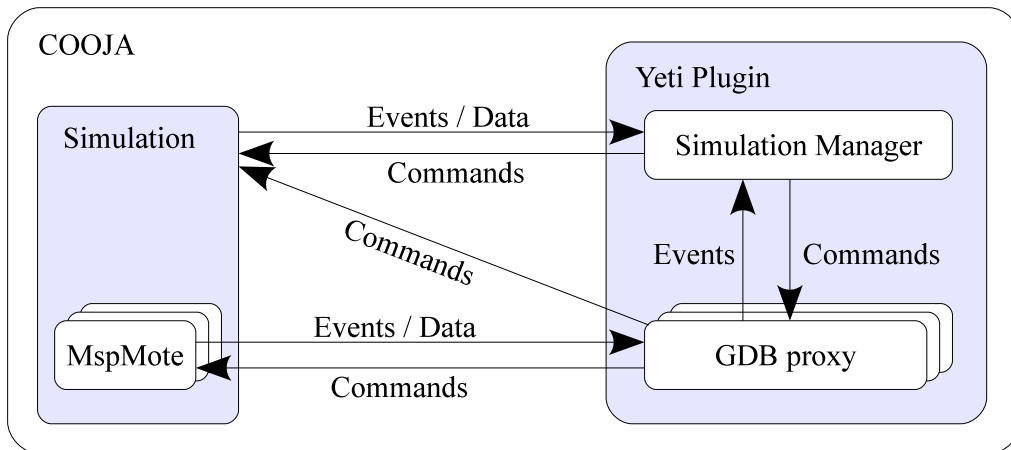 COOJA
Yeti Plugin
Simulation
Events / Data
Simulation Manager
Commands
Commands
Events
Commands
Events / Data
MspMote
GDB proxy
Commands